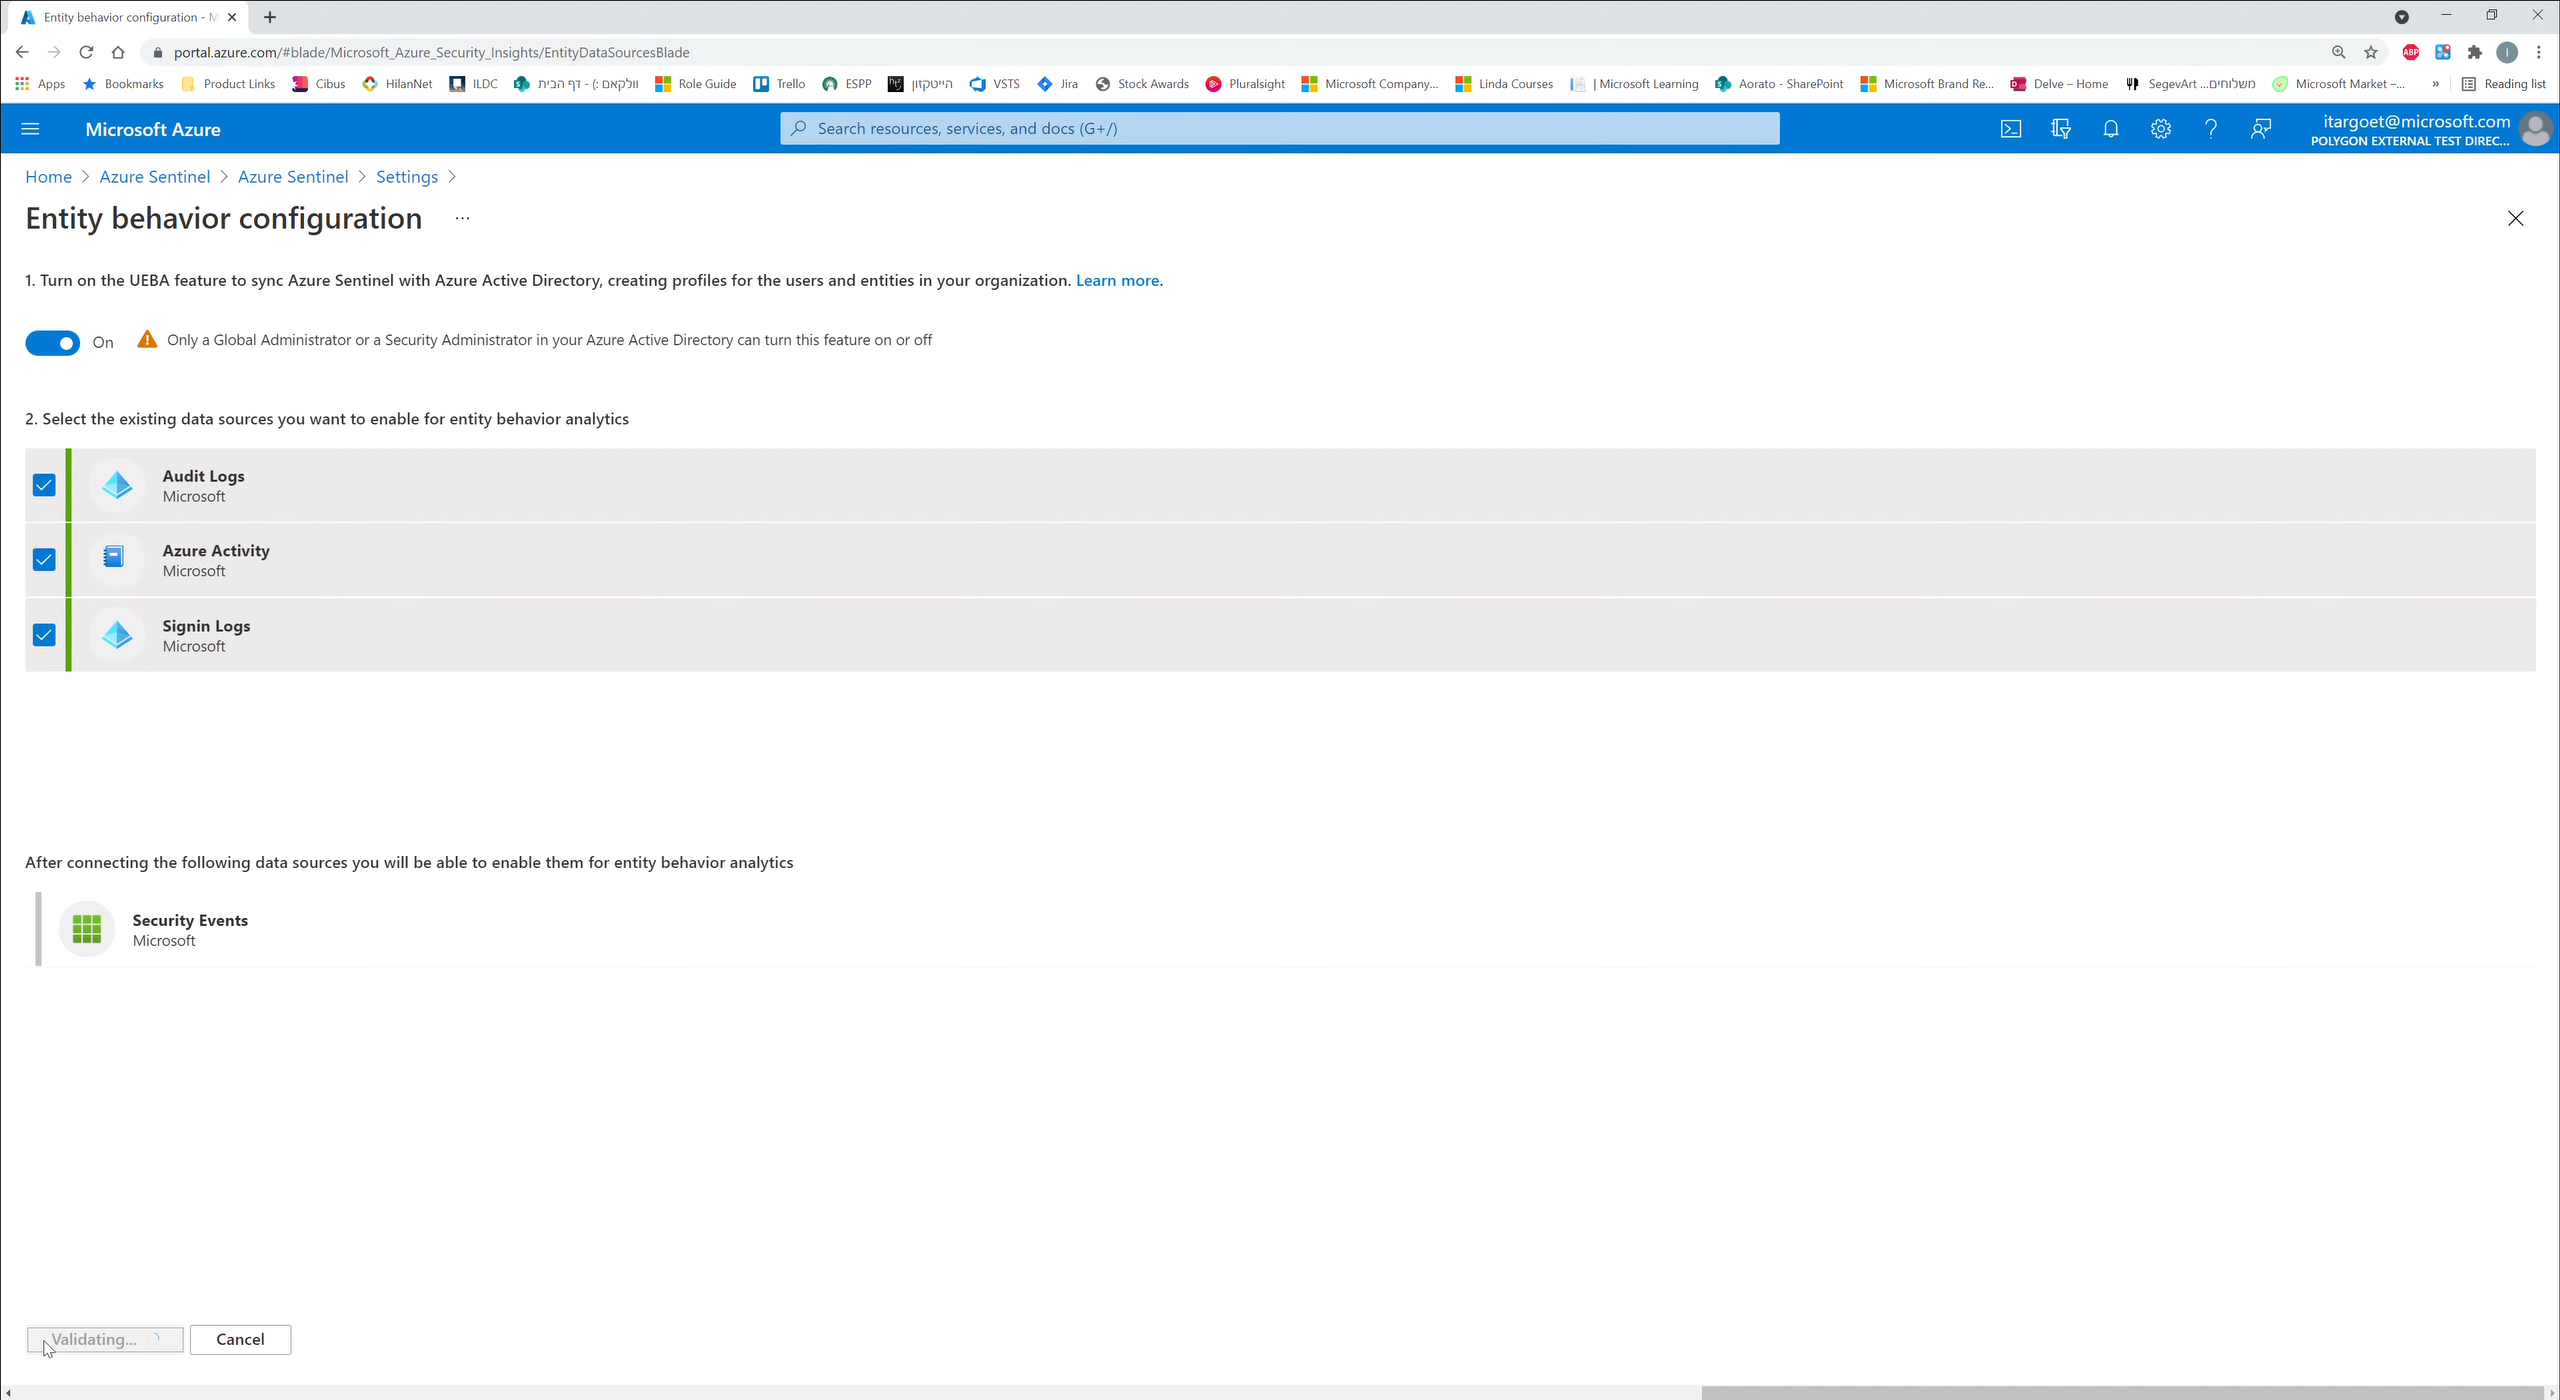 Entity behavior configuration - M
portal.azure.com/#blade/Microsoft_Azure_Security_Insights/EntityDataSourcesBlade
ABP
I
Apps Bookmarks Product Links Cibus HilanNet ILDC וולקאם :) - דף הבית Role Guide Trello ESPP הייטקזון VSTS Jira Stock Awards Pluralsight Microsoft Company... Linda Courses | Microsoft Learning Aorato - SharePoint Microsoft Brand Re... Delve – Home SegevArt ...משלוחים Microsoft Market –... » Reading list
Microsoft Azure
Search resources, services, and docs (G+/)
itargoet@microsoft.com
POLYGON EXTERNAL TEST DIREC...
Home > Azure Sentinel > Azure Sentinel > Settings >
Entity behavior configuration ...
1. Turn on the UEBA feature to sync Azure Sentinel with Azure Active Directory, creating profiles for the users and entities in your organization. Learn more.
On Only a Global Administrator or a Security Administrator in your Azure Active Directory can turn this feature on or off
2. Select the existing data sources you want to enable for entity behavior analytics
Audit Logs
Microsoft
Azure Activity
Microsoft
Signin Logs
Microsoft
After connecting the following data sources you will be able to enable them for entity behavior analytics
Security Events
Microsoft
Validating... Cancel